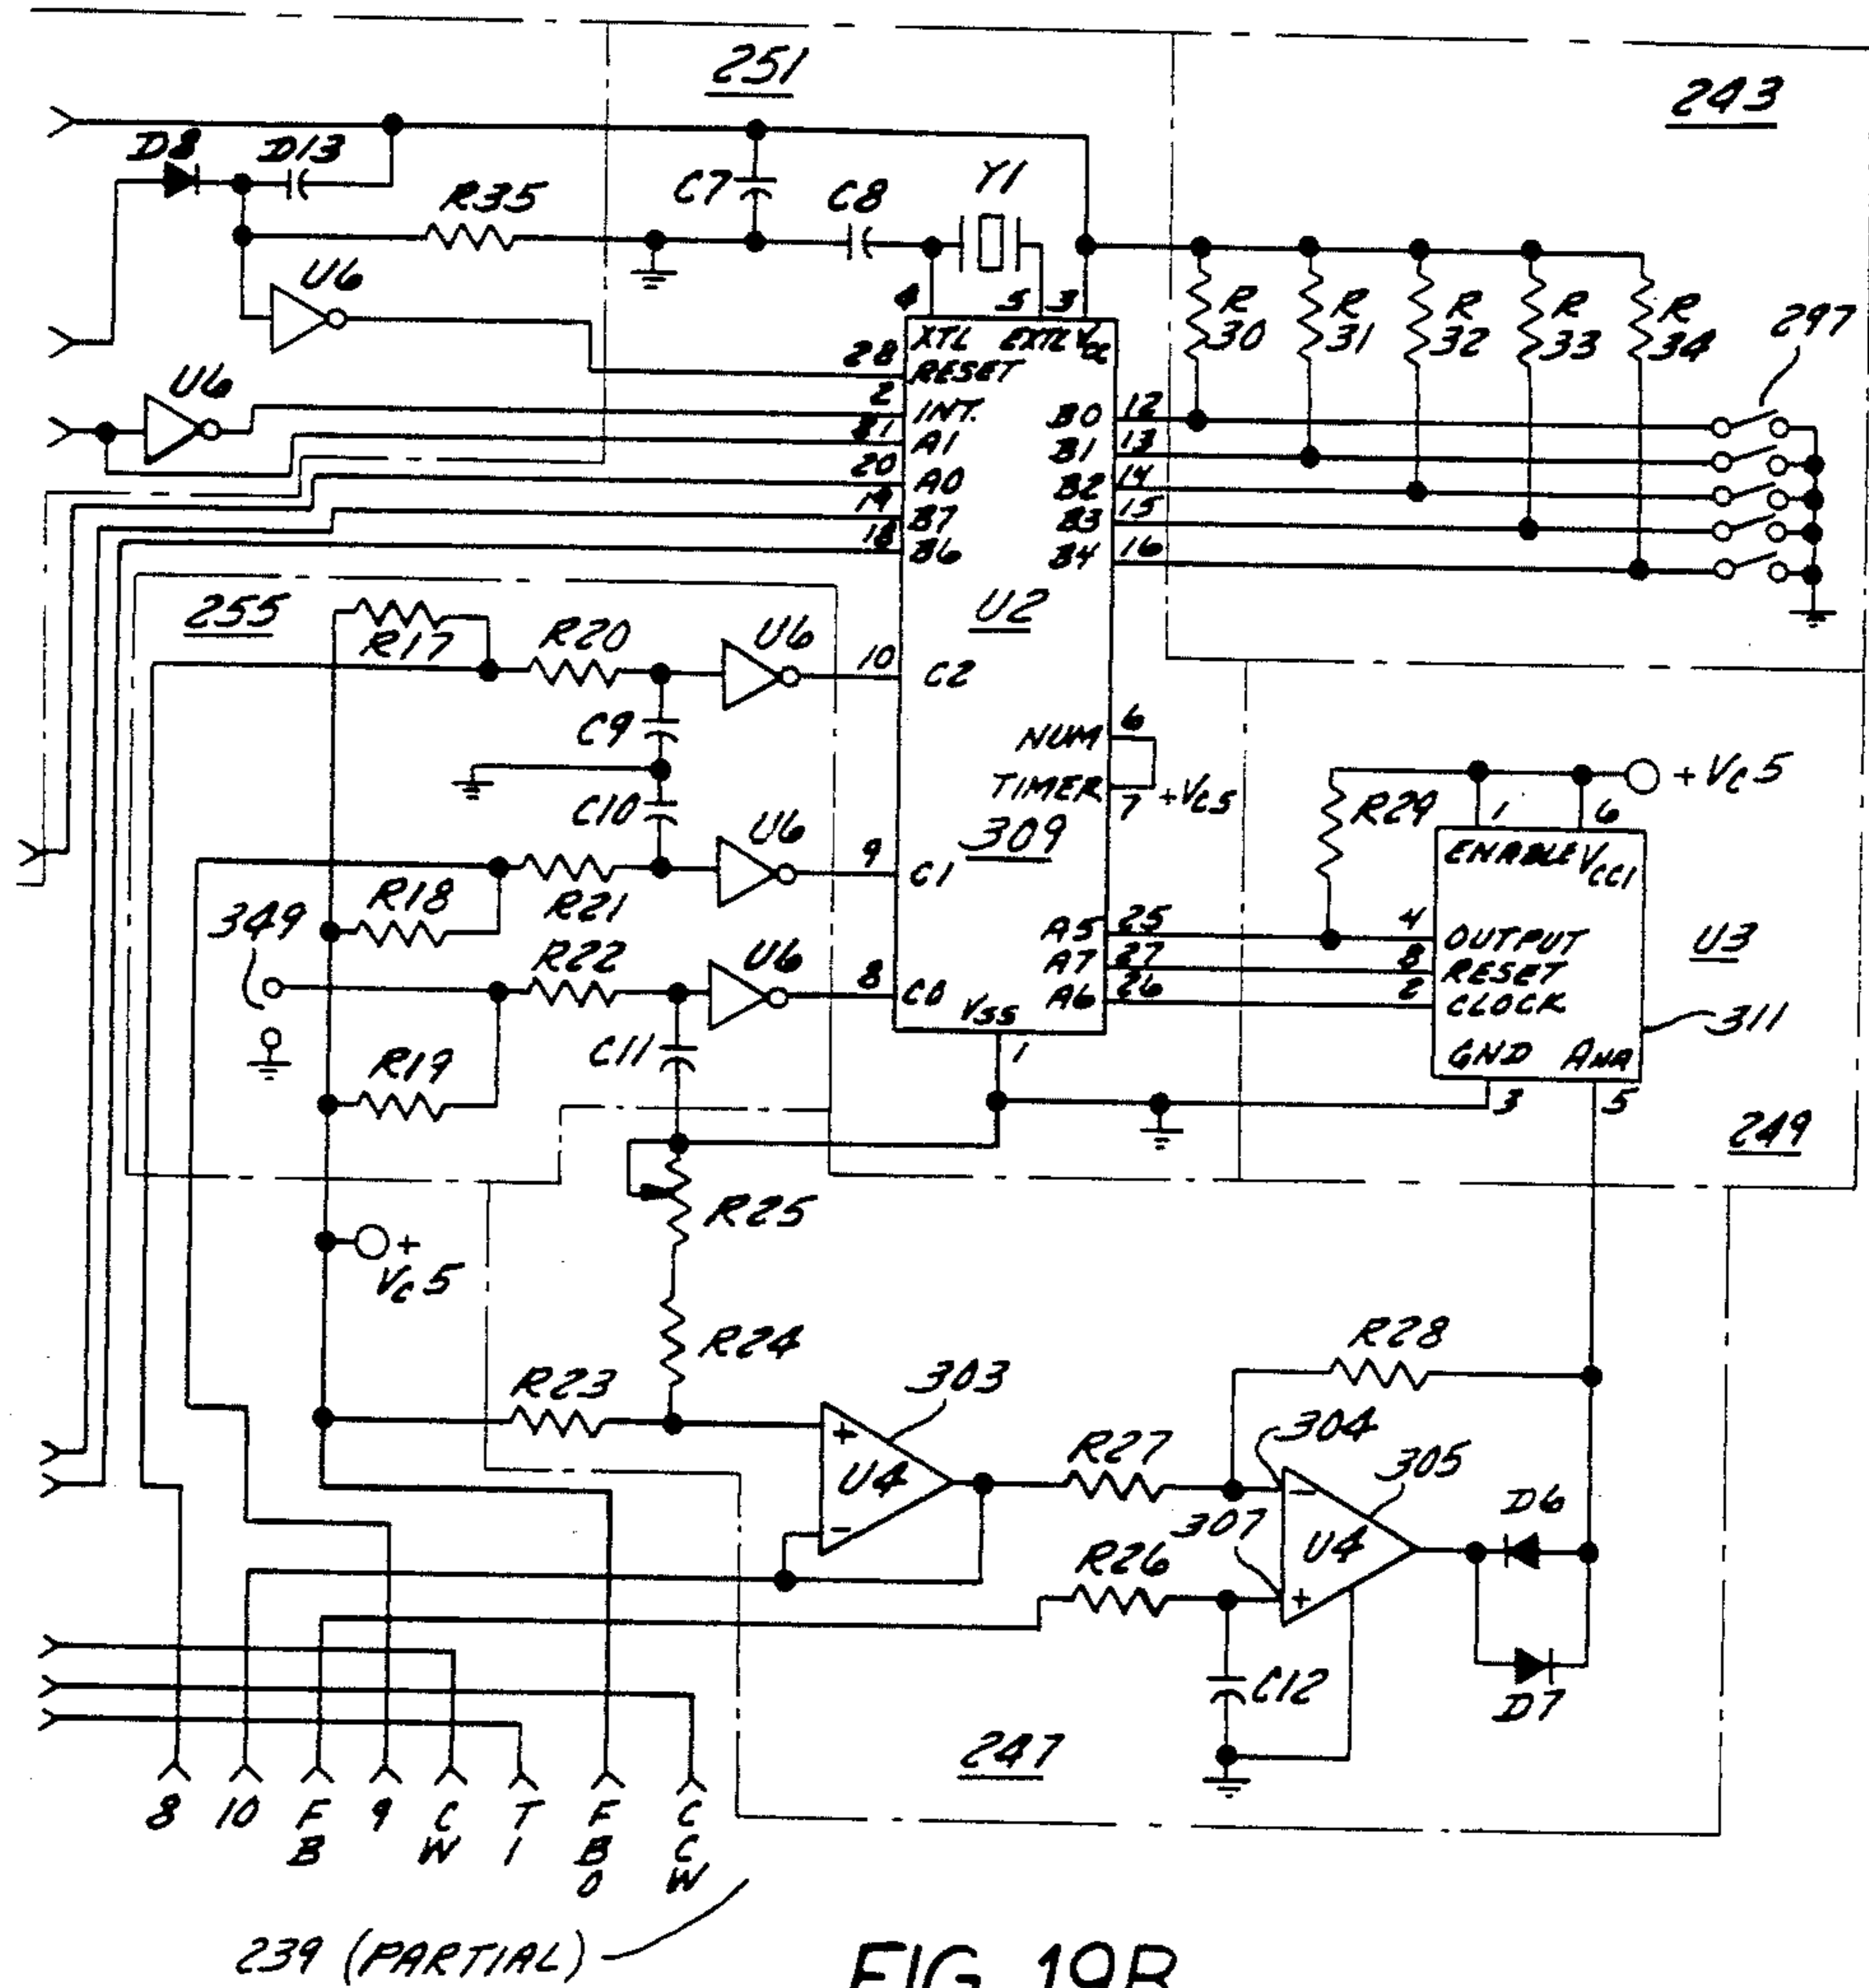 251
243
D8 D13
R35
C7
C8
Y1
U6
4 5 3
XTL EXTL Vcc
28 RESET
U6
2 INT.
81 A1
20 A0
19 B7
18 B6
R 30
R 31
R 32
R 33
R 34
297
B0 12
B1 13
B2 14
B3 15
B4 16
255
R17
R20
U6
10
C2
U2
C9
NUM 6
TIMER 7
+Vc5
C10
U6
9
C1
309
R18
R21
349
R22
U6
8
C0
Vss
1
C11
R19
A5 25
A7 27
A6 26
R29
+Vc5
1 6
ENABLE Vcc1
4 OUTPUT
8 RESET
2 CLOCK
GND ANA
3 5
U3
311
249
R25
+
Vc5
R24
R23
303
+
U4
-
R28
R27
304
305
-
U4
+
307
R26
D6
D7
C12
247
8
10
F
B
9
C
W
T
1
F
B
0
C
C
W
239 (PARTIAL)
FIG. 19B